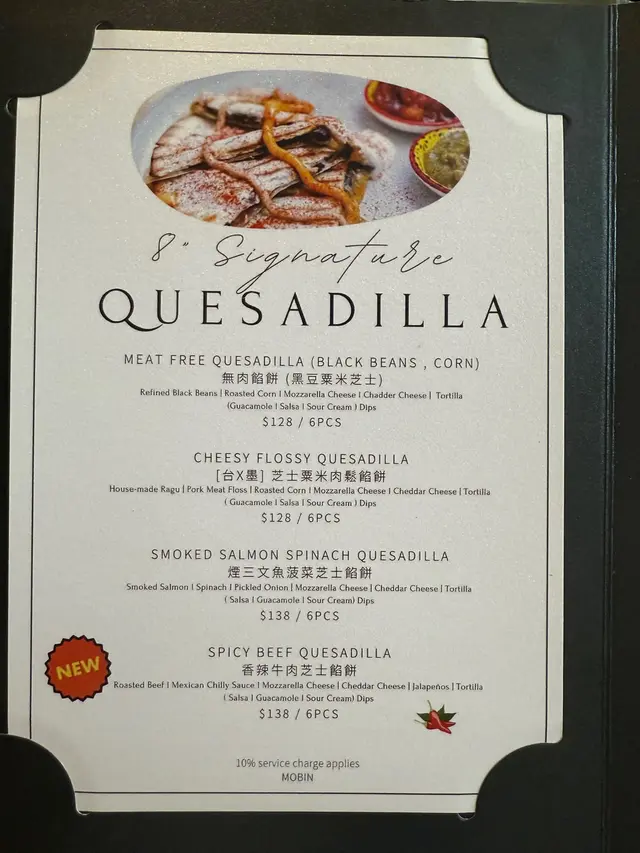 8" Signature
QUESADILLA
MEAT FREE QUESADILLA (BLACK BEANS , CORN)
無肉餡餅 (黑豆粟米芝士)
Refined Black Beans | Roasted Corn | Mozzarella Cheese | Chadder Cheese | Tortilla
(Guacamole | Salsa | Sour Cream ) Dips
$128 / 6PCS
CHEESY FLOSSY QUESADILLA
[台X墨] 芝士粟米肉鬆餡餅
House-made Ragu | Pork Meat Floss | Roasted Corn | Mozzarella Cheese | Cheddar Cheese | Tortilla
( Guacamole | Salsa | Sour Cream ) Dips
$128 / 6PCS
SMOKED SALMON SPINACH QUESADILLA
煙三文魚菠菜芝士餡餅
Smoked Salmon | Spinach | Pickled Onion | Mozzarella Cheese | Cheddar Cheese | Tortilla
( Salsa | Guacamole | Sour Cream) Dips
$138 / 6PCS
SPICY BEEF QUESADILLA
NEW
香辣牛肉芝士餡餅
Roasted Beef | Mexican Chilly Sauce | Mozzarella Cheese | Cheddar Cheese | Jalapeños | Tortilla
( Salsa | Guacamole | Sour Cream) Dips
$138 / 6PCS
10% service charge applies
MOBIN